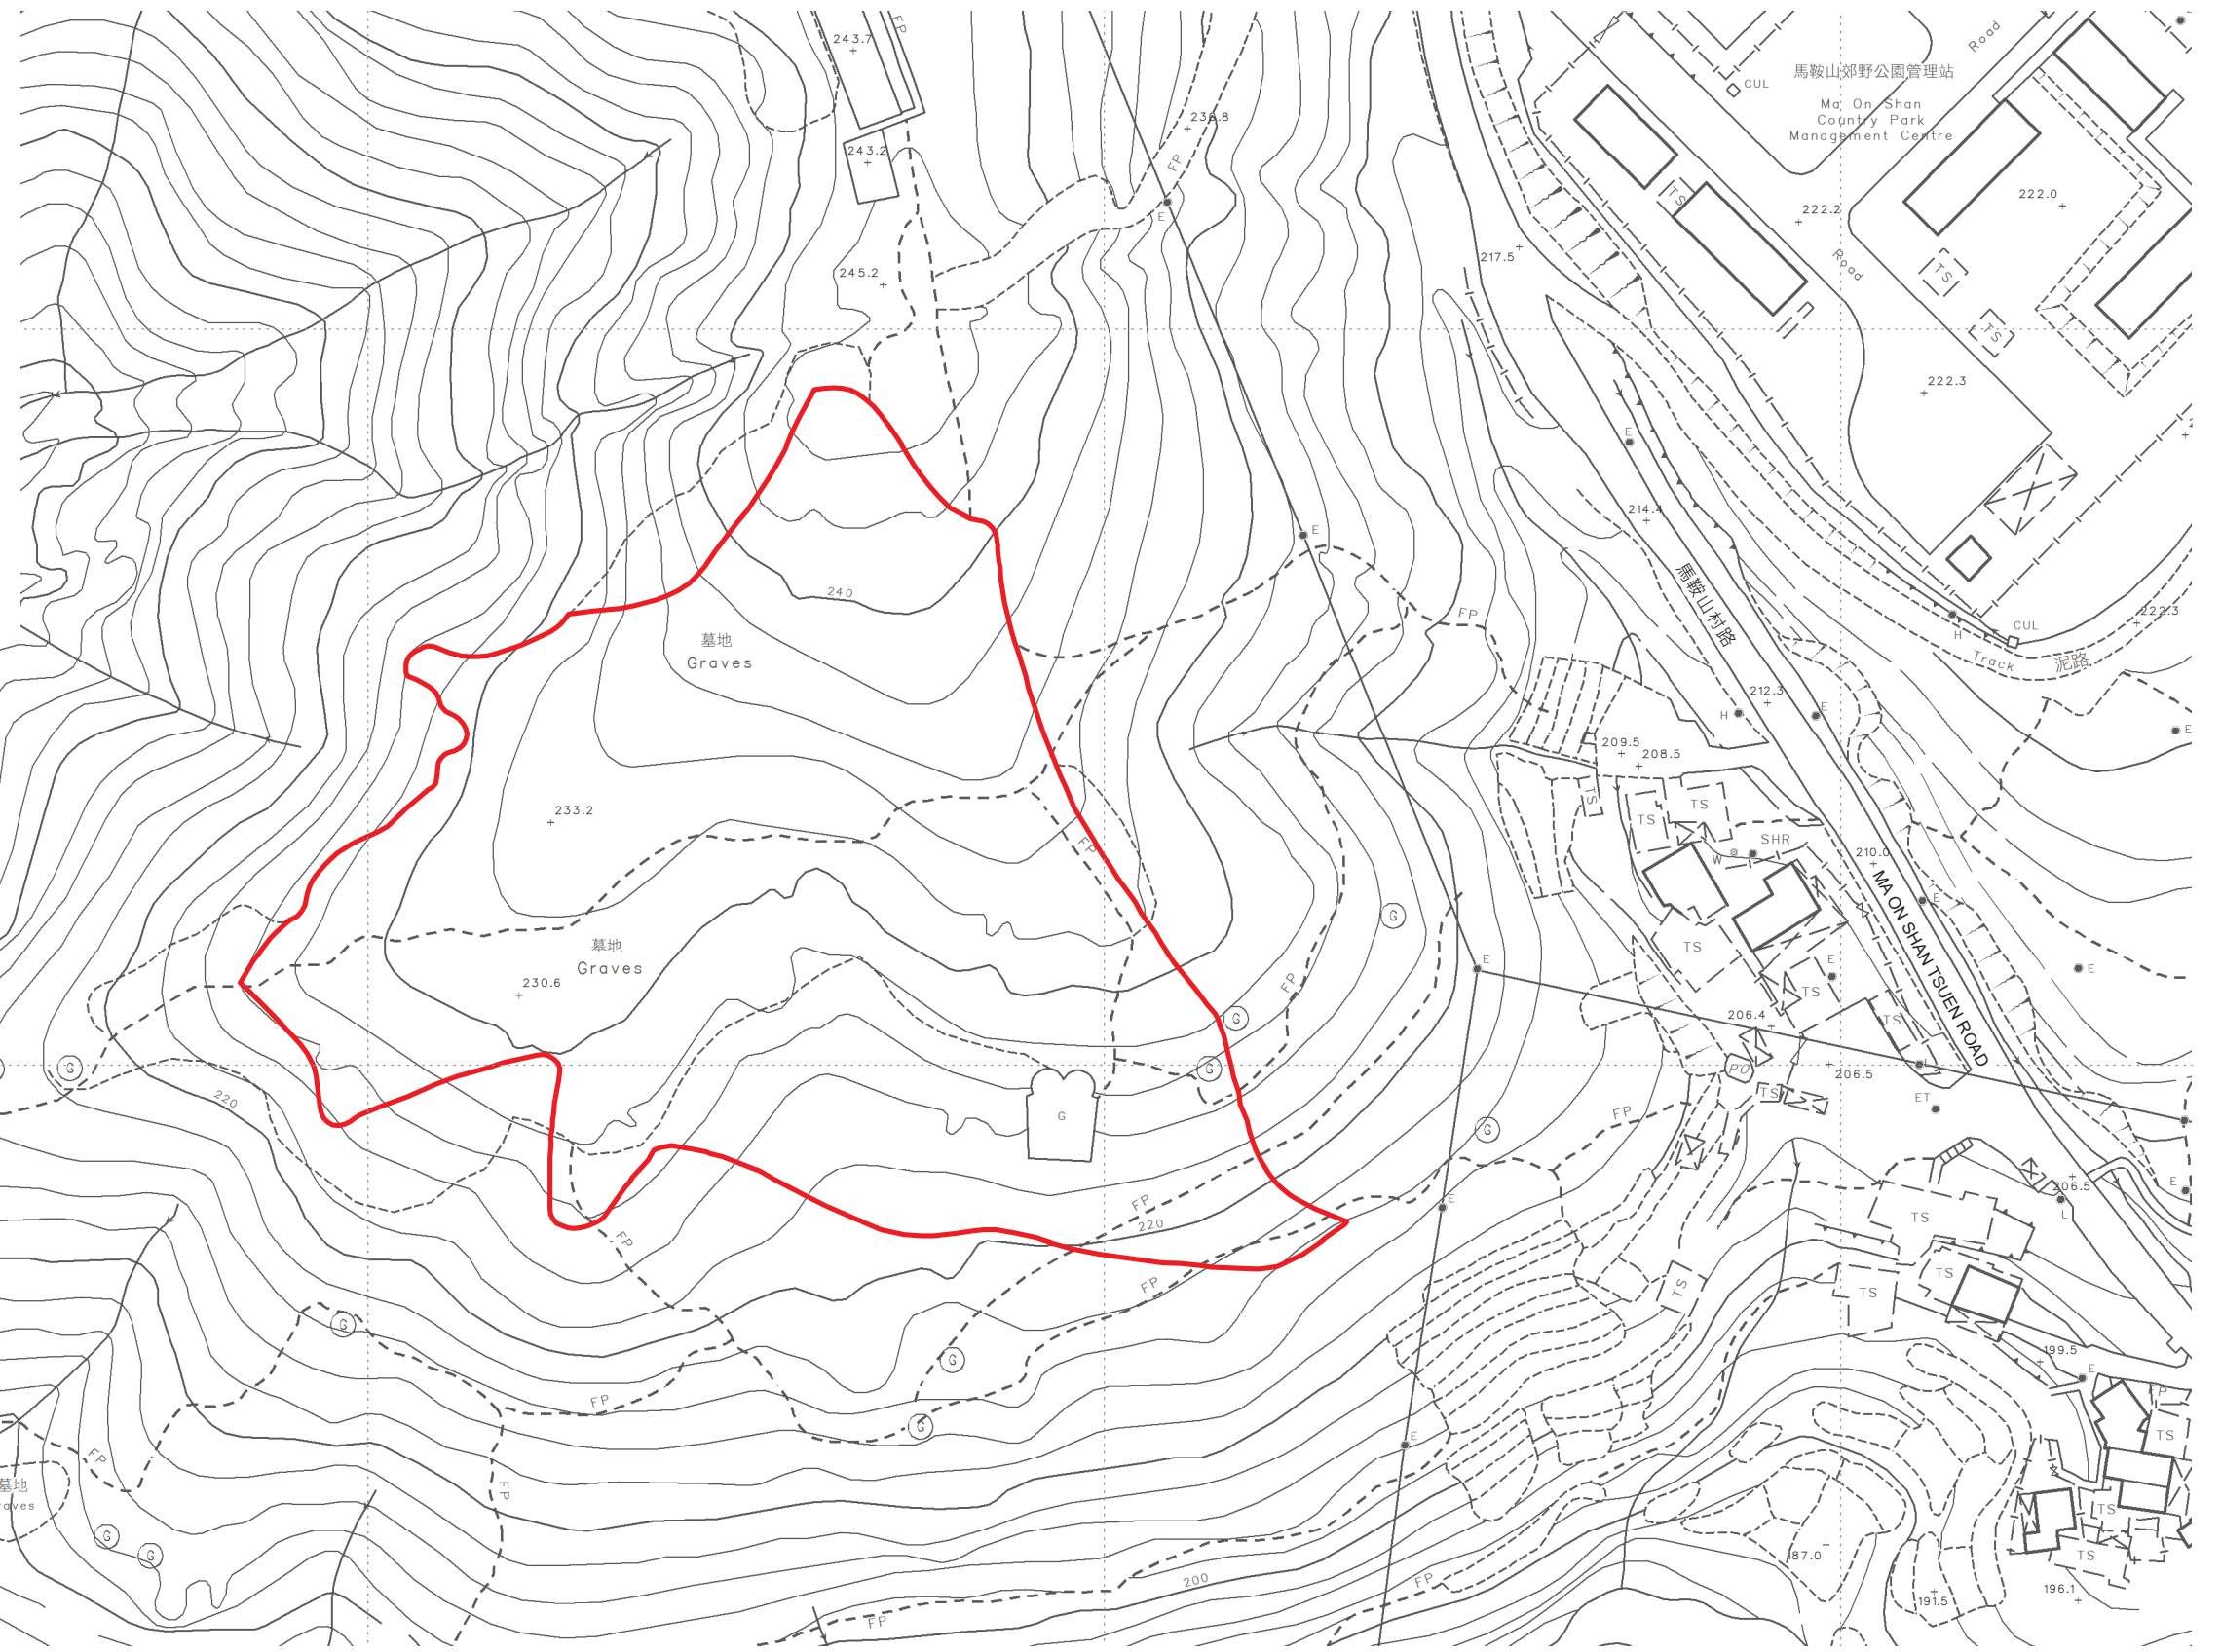 243.7
FP
243.2
236.8
FP
E
245.2
CUL
馬鞍山郊野公園管理站
Ma On Shan
Country Park
Management Centre
Road
TS
222.2
222.0
217.5
Road
TS
TS
222.3
E
214.4
E
240
墓地
Graves
FP
馬鞍山村路
222.3
CUL
H
Track
泥路
212.3
H
E
E
209.5
208.5
TS
TS
TS
233.2
FP
SHR
W
210.0
MA ON SHAN TSUEN ROAD
E
G
墓地
Graves
TS
E
E
E
230.6
FP
TS
G
206.4
TS
L
G
G
220
PO
206.5
TS
ET
G
FP
G
FP
E
206.5
E
L
FP
220
TS
FP
TS
TS
TS
G
G
199.5
E
FP
FP
G
E
TS
FP
墓地
raves
FP
TS
G
G
187.0
TS
200
FP
196.1
191.5
FP